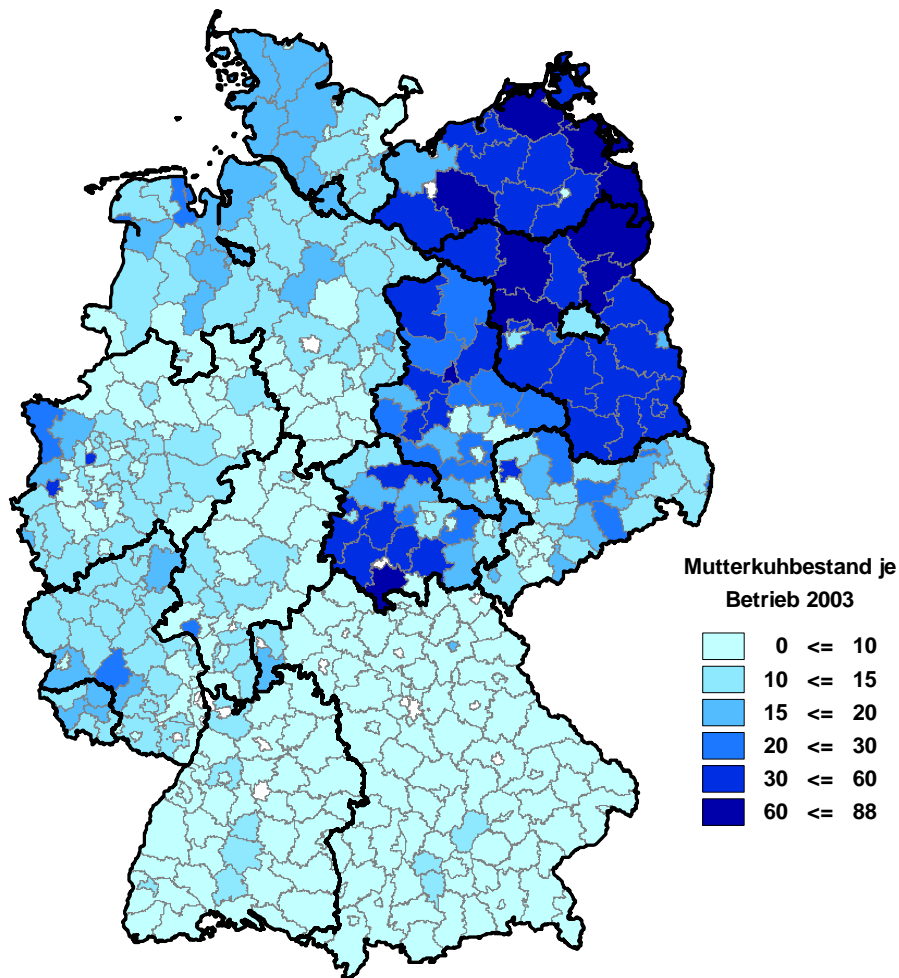 Mutterkuhbestand je
Betrieb 2003
0 <= 10
10 <= 15
15 <= 20
20 <= 30
30 <= 60
60 <= 88